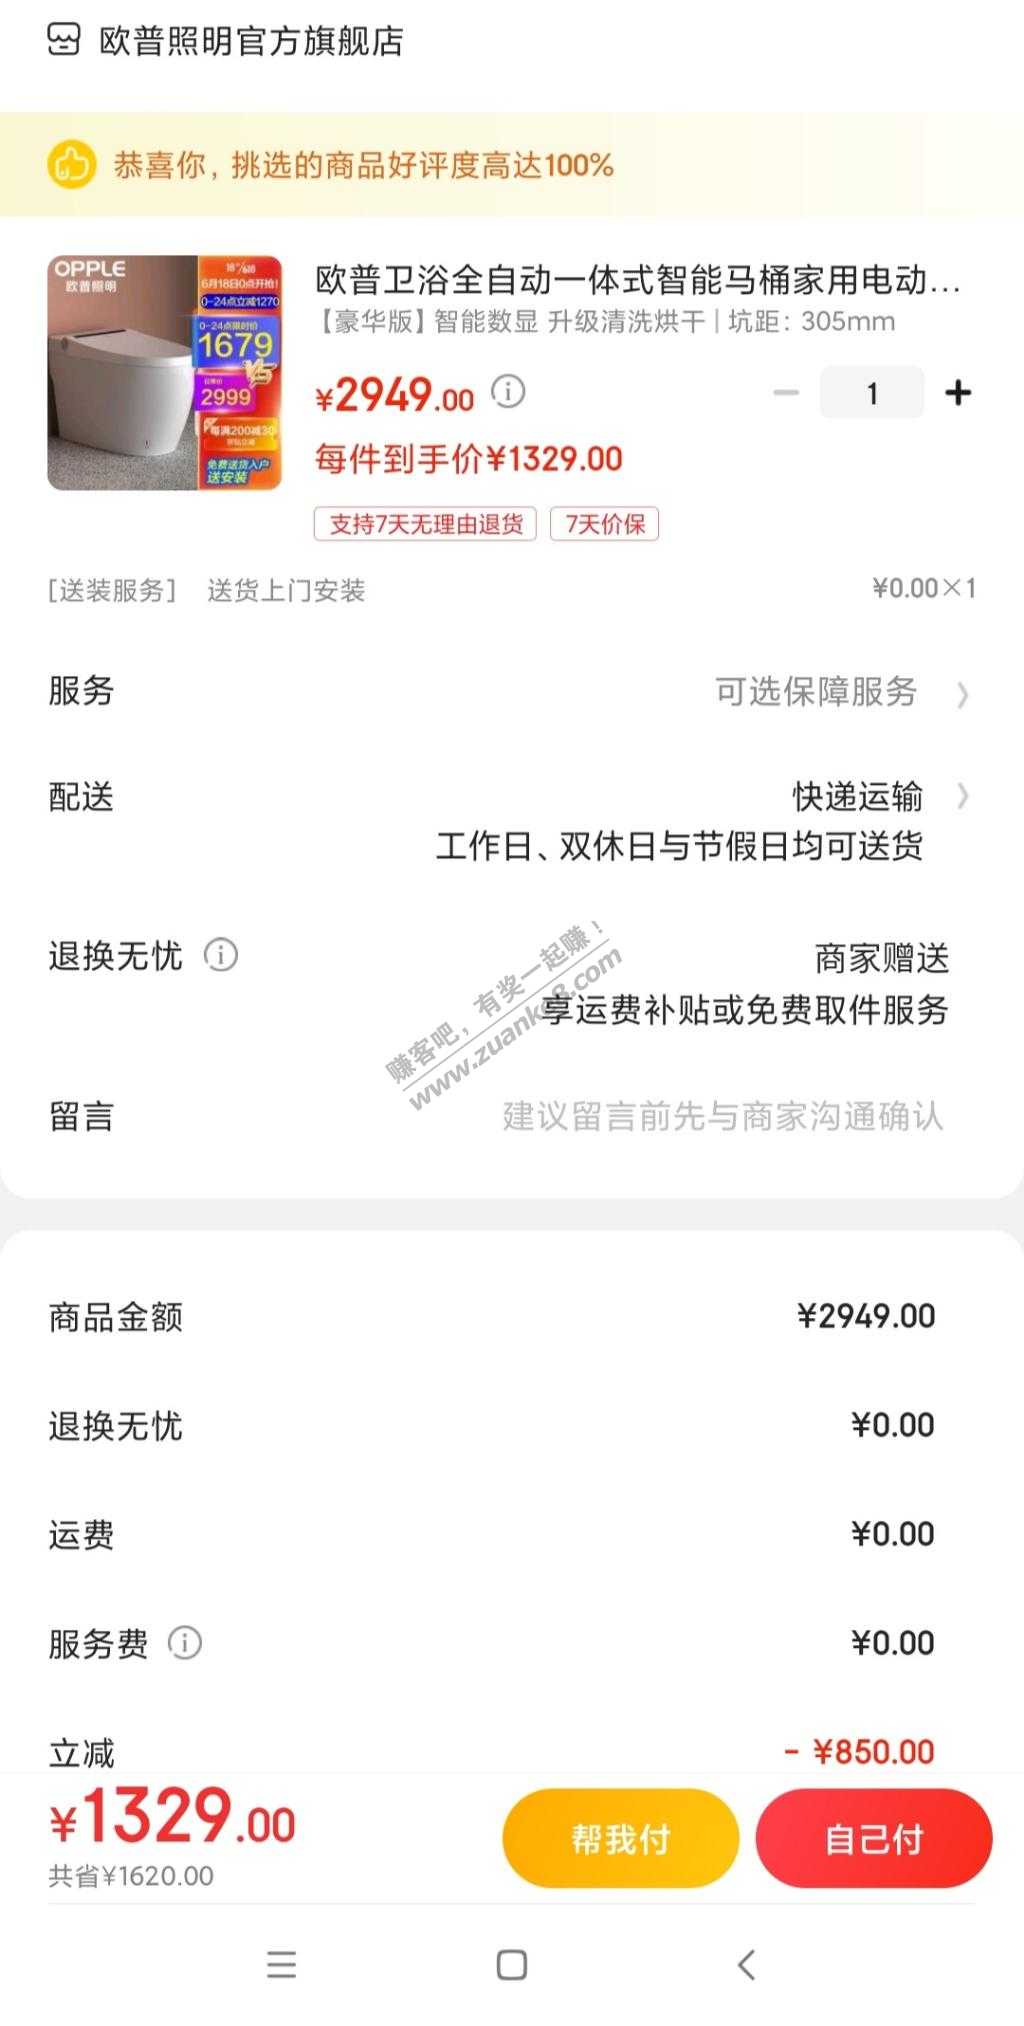 欧普照明官方旗舰店
恭喜你，挑选的商品好评度高达100%
OPPLE
欧普照明
6月18日0点开抢!
0-24点立减1270
0-24点限时价
1679
2999
每满200减30
免费送货入户
送安装
欧普卫浴全自动一体式智能马桶家用电动...
【豪华版】智能数显 升级清洗烘干 | 坑距：305mm
¥2949.00
1
每件到手价¥1329.00
支持7天无理由退货 7天价保
[送装服务] 送货上门安装 ¥0.00×1
服务 可选保障服务
配送 快递运输
工作日、双休日与节假日均可送货
退换无忧 商家赠送
享运费补贴或免费取件服务
赚客吧，有奖一起赚！
www.zuanke8.com
留言 建议留言前先与商家沟通确认
商品金额 ¥2949.00
退换无忧 ¥0.00
运费 ¥0.00
服务费 ¥0.00
立减 - ¥850.00
¥1329.00
共省¥1620.00
帮我付
自己付